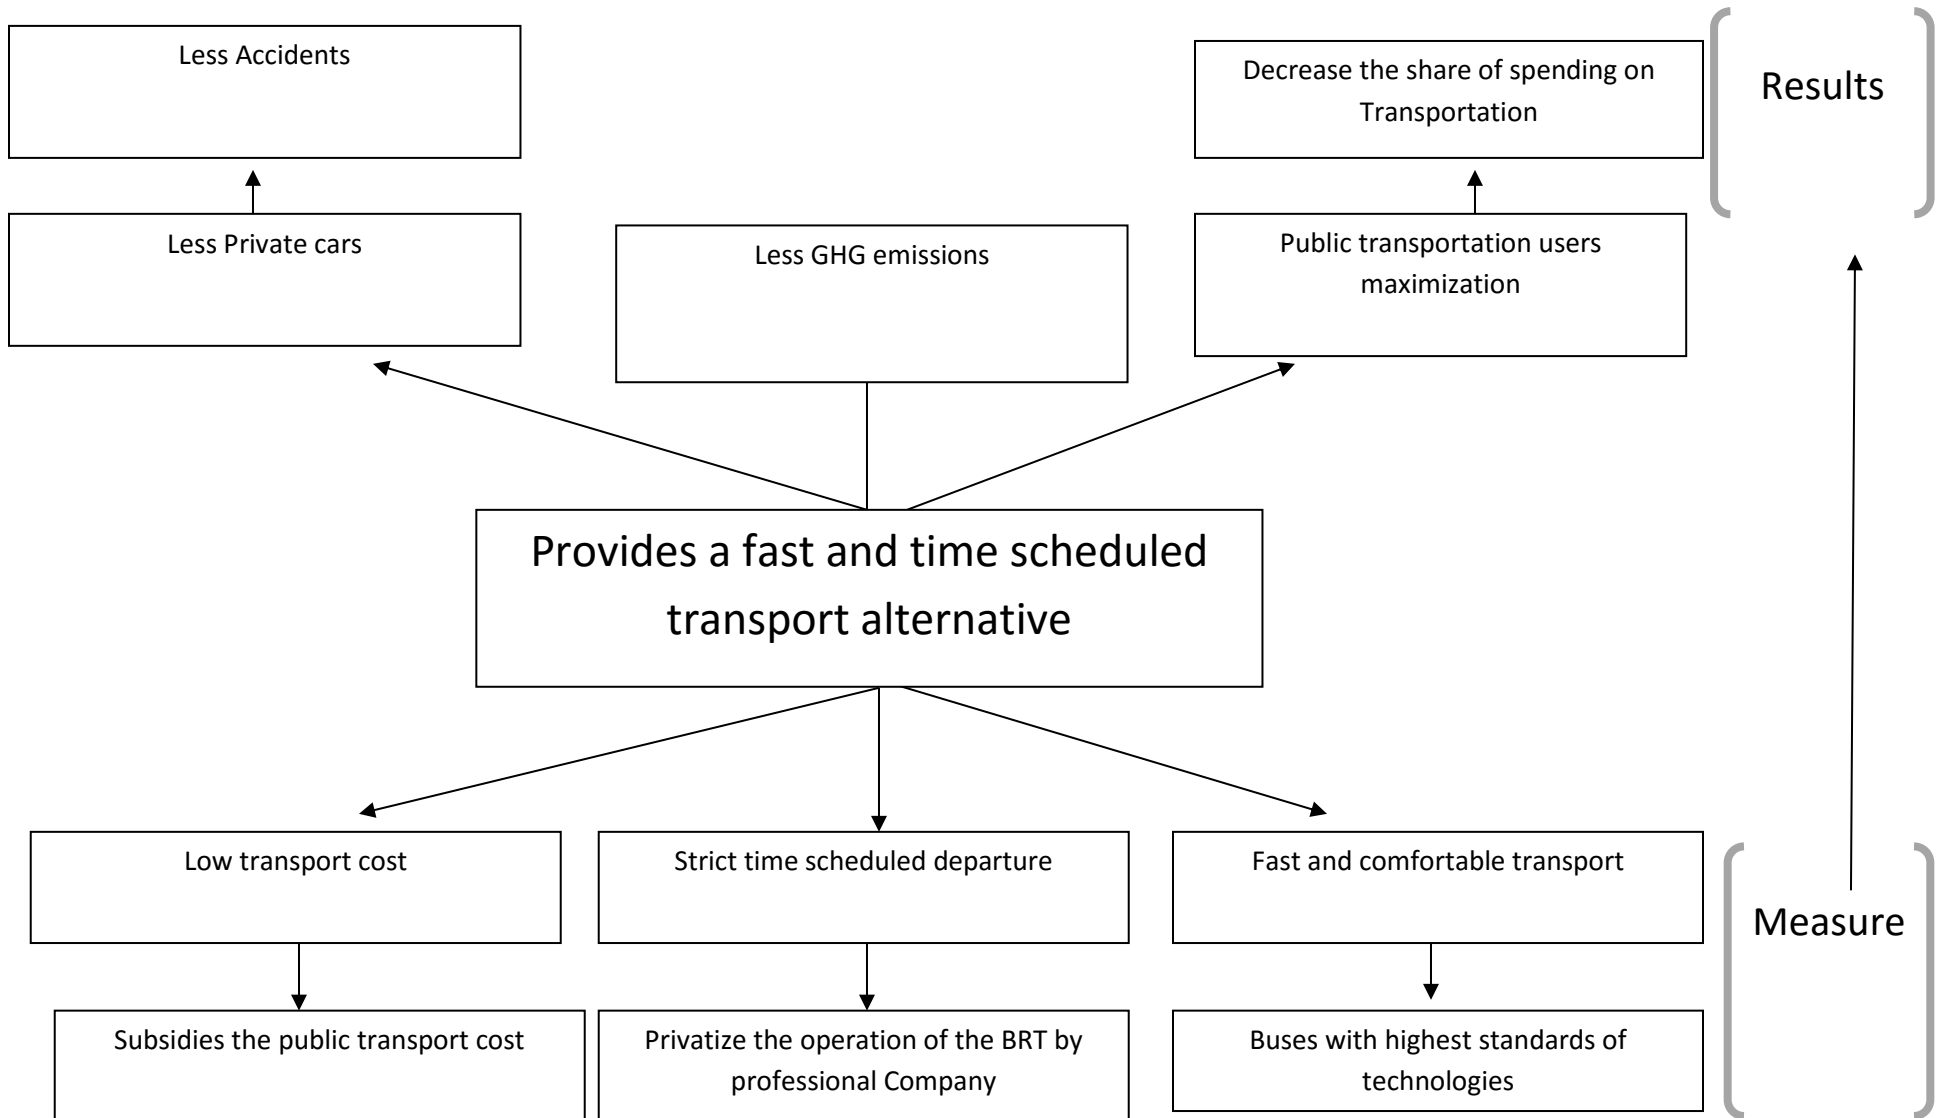 Less Accidents
Decrease the share of spending on
Transportation
Results
Less Private cars
Less GHG emissions
Public transportation users
maximization
Provides a fast and time scheduled
transport alternative
Low transport cost
Strict time scheduled departure
Fast and comfortable transport
Measure
Subsidies the public transport cost
Privatize the operation of the BRT by
professional Company
Buses with highest standards of
technologies